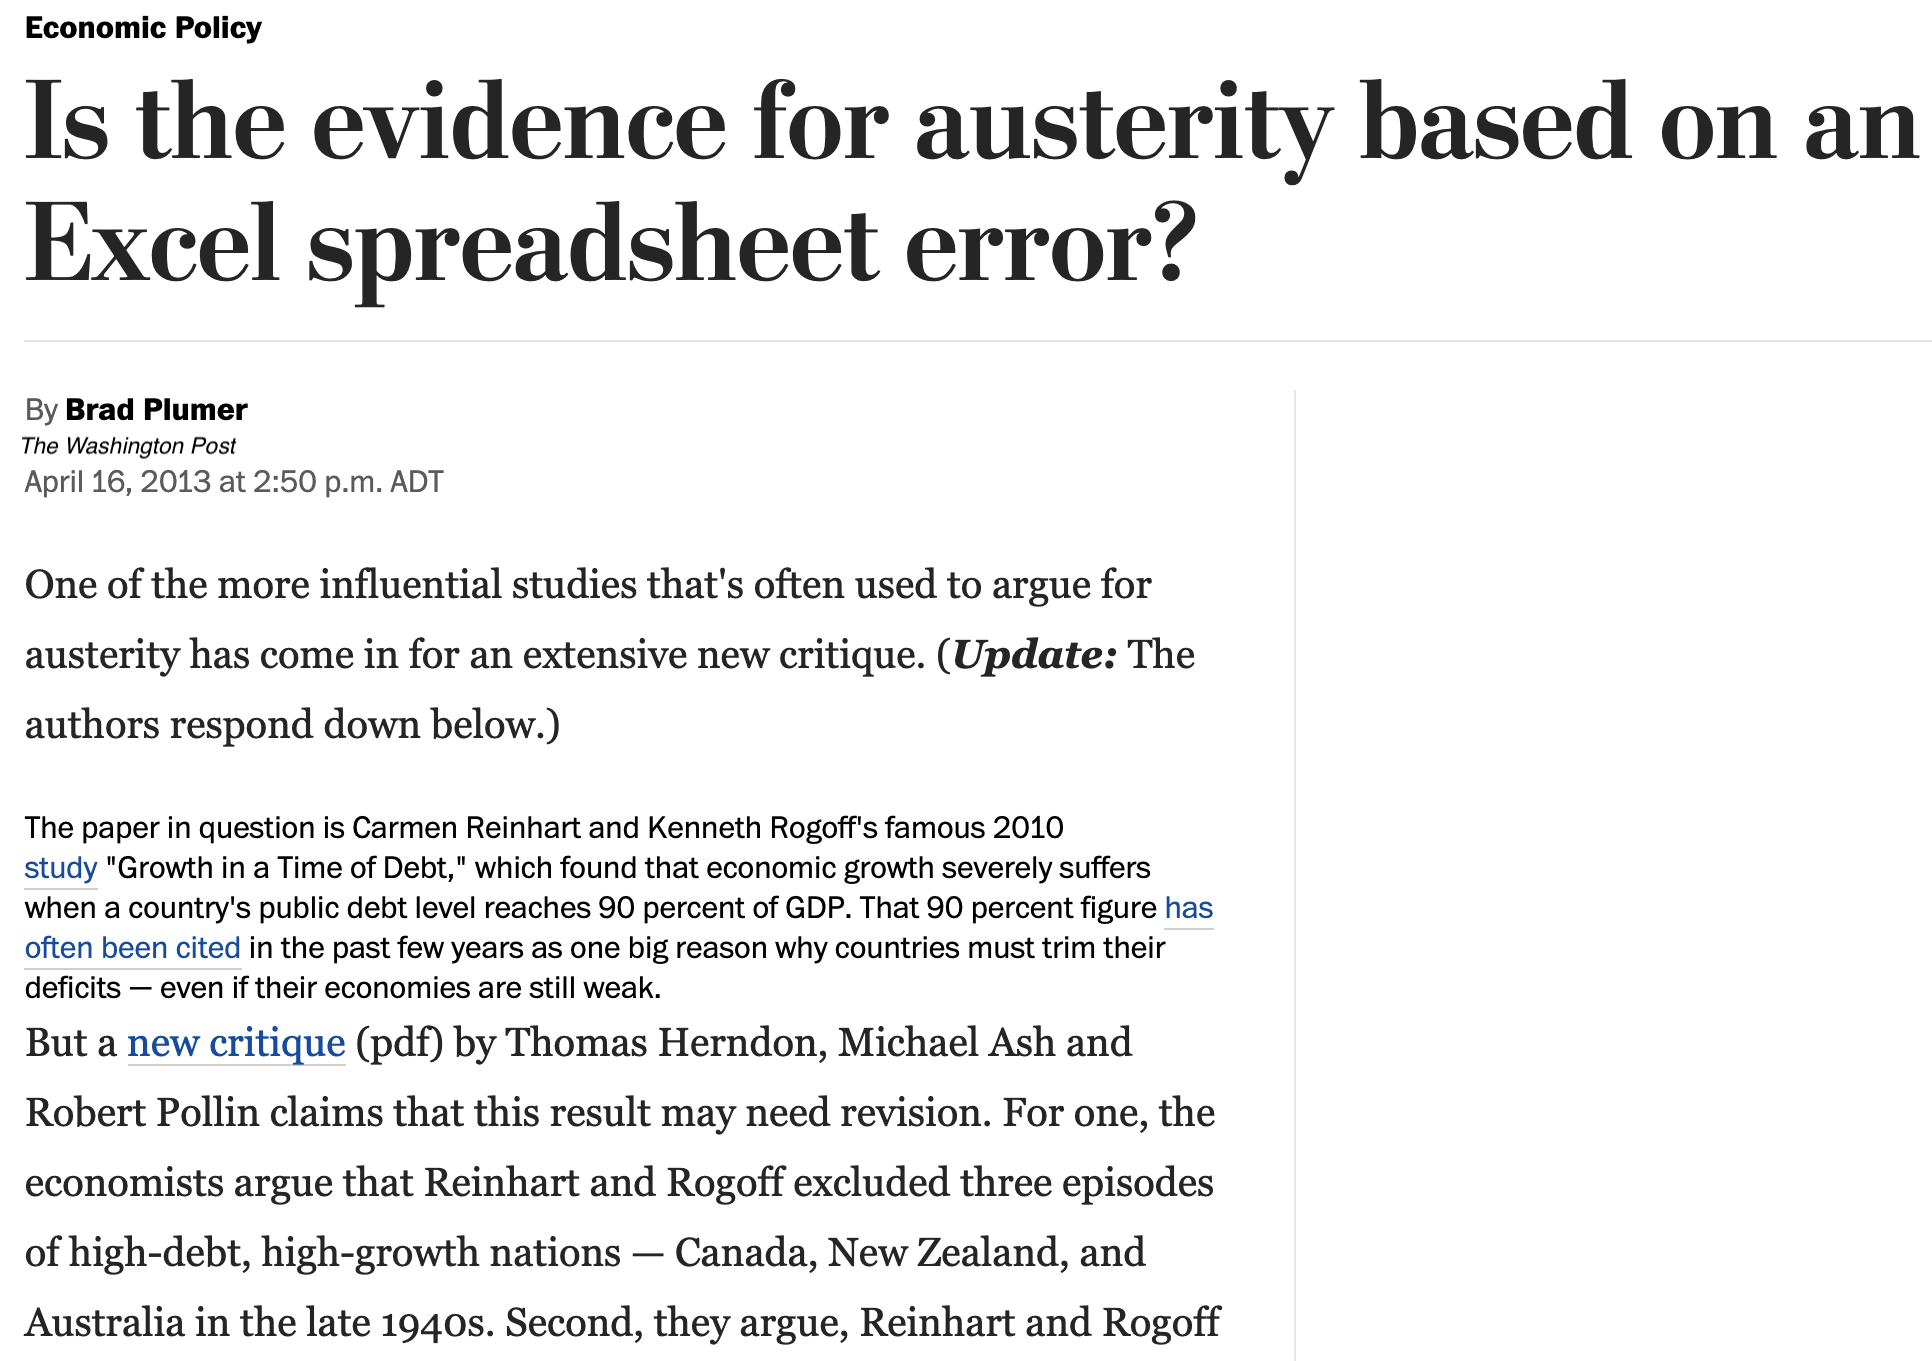 Economic Policy
Is the evidence for austerity based on an
Excel spreadsheet error?
By Brad Plumer
The Washington Post
April 16, 2013 at 2:50 p.m. ADT
One of the more influential studies that's often used to argue for
austerity has come in for an extensive new critique. (Update: The
authors respond down below.)
The paper in question is Carmen Reinhart and Kenneth Rogoff's famous 2010
study "Growth in a Time of Debt," which found that economic growth severely suffers
when a country's public debt level reaches 90 percent of GDP. That 90 percent figure has
often been cited in the past few years as one big reason why countries must trim their
deficits — even if their economies are still weak.
But a new critique (pdf) by Thomas Herndon, Michael Ash and
Robert Pollin claims that this result may need revision. For one, the
economists argue that Reinhart and Rogoff excluded three episodes
of high-debt, high-growth nations — Canada, New Zealand, and
Australia in the late 1940s. Second, they argue, Reinhart and Rogoff